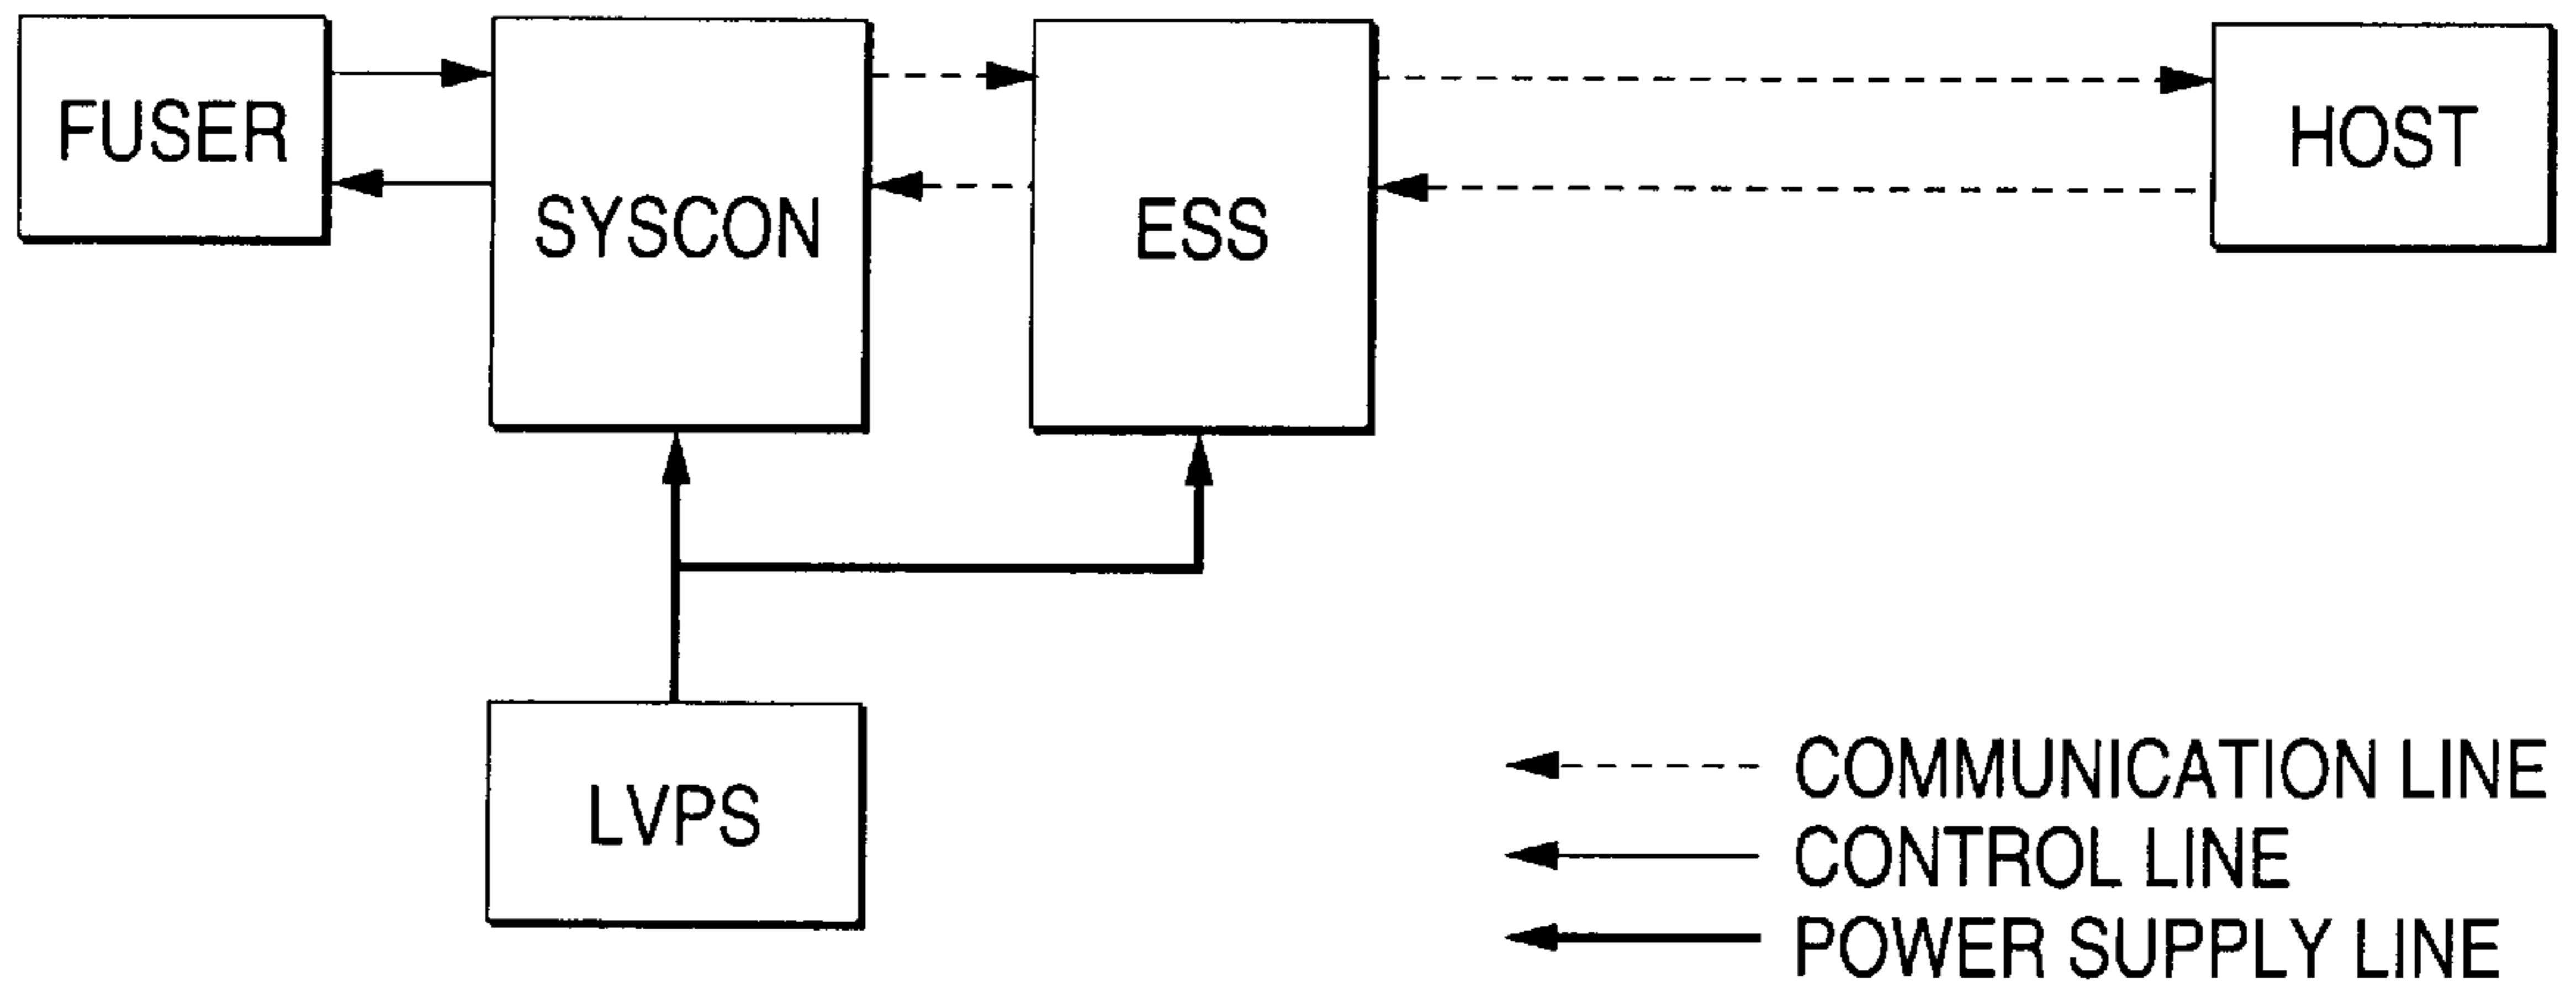 FUSER
SYSCON
ESS
HOST
LVPS
COMMUNICATION LINE
CONTROL LINE
POWER SUPPLY LINE